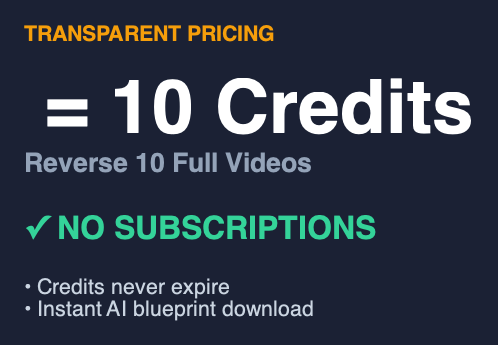 TRANSPARENT PRICING
= 10 Credits
Reverse 10 Full Videos
✓ NO SUBSCRIPTIONS
• Credits never expire
• Instant AI blueprint download